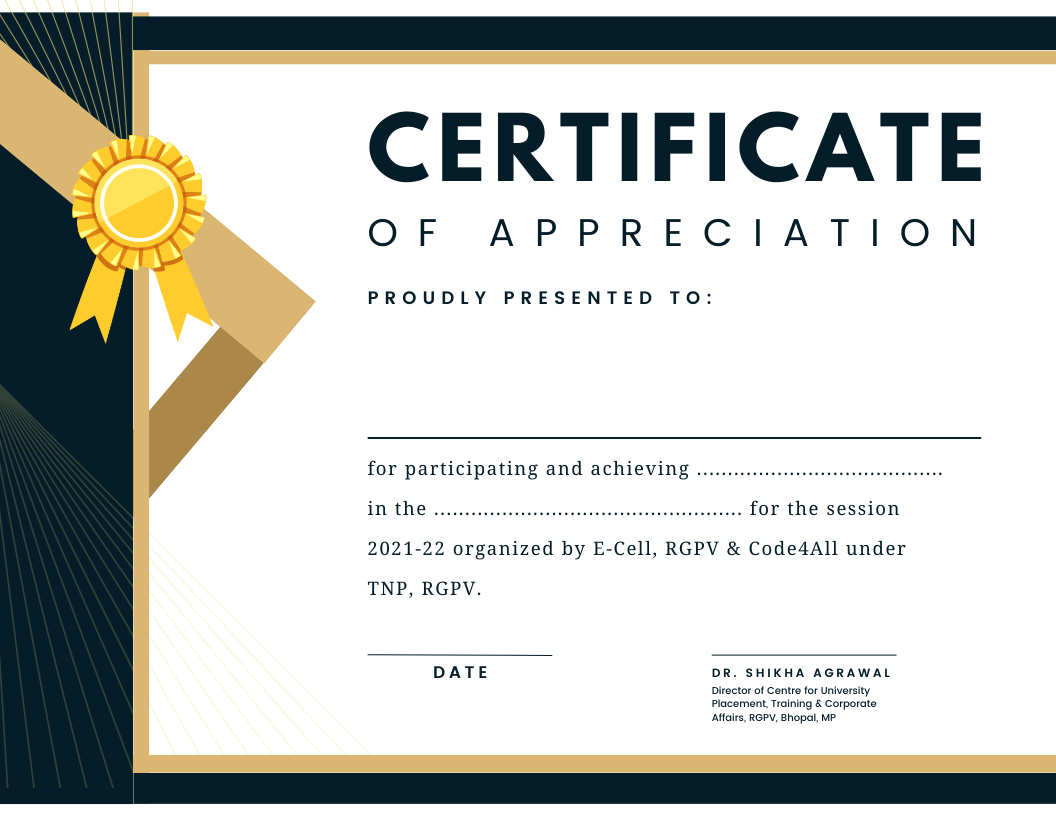 CERTIFICATE
OF APPRECIATION
PROUDLY PRESENTED TO:
for participating and achieving ........................................
in the .................................................. for the session
2021-22 organized by E-Cell, RGPV & Code4All under
TNP, RGPV.
DATE
DR. SHIKHA AGRAWAL
Director of Centre for University
Placement, Training & Corporate
Affairs, RGPV, Bhopal, MP